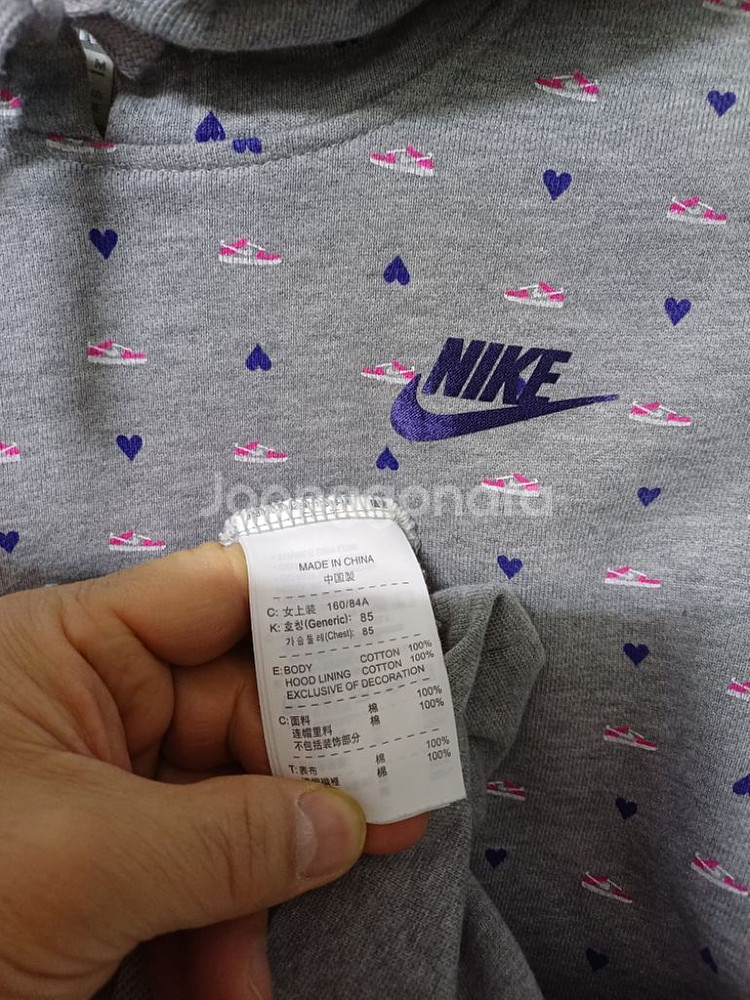 NIKE
Joonggonara
MADE IN CHINA
中国製
C: 女上装 160/84A
K: 호칭(Generic): 85
가슴둘레(Chest): 85
E: BODY COTTON 100%
HOOD LINING COTTON 100%
EXCLUSIVE OF DECORATION
C: 面料 棉 100%
连帽里料 棉 100%
不包括装饰部分
T: 表布 棉 100%
棉 100%